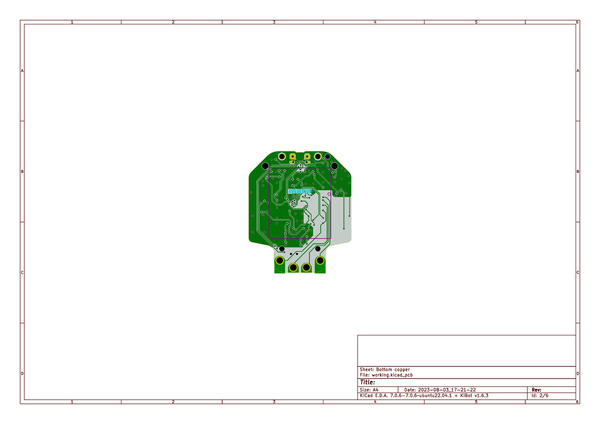 1 2 3 4 5 6
A A
B B
C C
D D
Sheet: Bottom copper
File: working.kicad_pcb
Title:
Size: A4 Date: 2023-08-03_17-21-22 Rev:
KiCad E.D.A. 7.0.6-7.0.6~ubuntu22.04.1 + KiBot v1.6.3 Id: 2/6
1 2 3 4 5 6